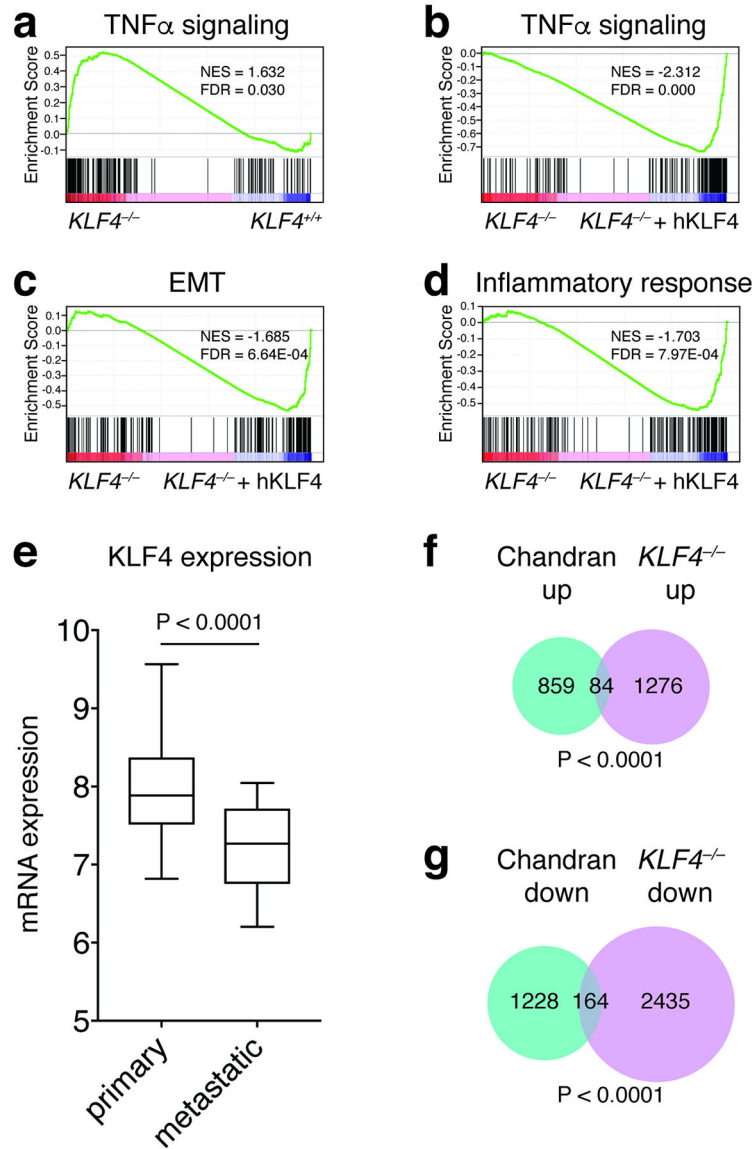 a
TNFα signaling
Enrichment Score
0.5
0.4
0.3
0.2
0.1
0.0
-0.1
NES = 1.632
FDR = 0.030
KLF4–/–
KLF4+/+
b
TNFα signaling
Enrichment Score
0.0
-0.1
-0.2
-0.3
-0.4
-0.5
-0.6
-0.7
NES = -2.312
FDR = 0.000
KLF4–/–
KLF4–/– + hKLF4
c
EMT
Enrichment Score
0.1
0.0
-0.1
-0.2
-0.3
-0.4
-0.5
NES = -1.685
FDR = 6.64E-04
KLF4–/–
KLF4–/– + hKLF4
d
Inflammatory response
Enrichment Score
0.1
0.0
-0.1
-0.2
-0.3
-0.4
-0.5
NES = -1.703
FDR = 7.97E-04
KLF4–/–
KLF4–/– + hKLF4
e
KLF4 expression
P < 0.0001
mRNA expression
10
9
8
7
6
5
primary
metastatic
f
Chandran
up
KLF4–/–
up
859 84 1276
P < 0.0001
g
Chandran
down
KLF4–/–
down
1228 164 2435
P < 0.0001